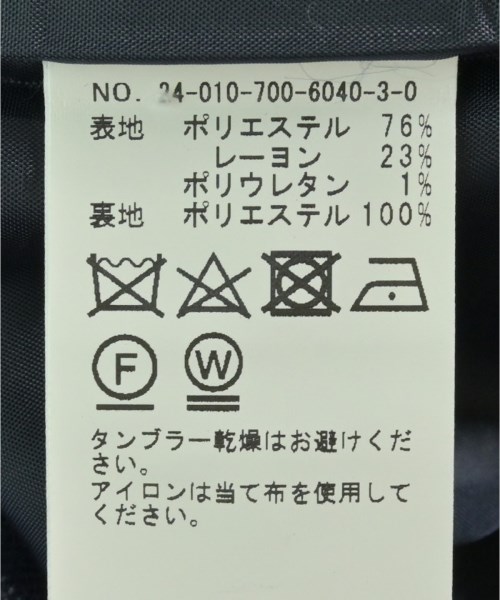 NO. 24-010-700-6040-3-0
表地 ポリエステル 76%
レーヨン 23%
ポリウレタン 1%
裏地 ポリエステル 100%
F W
タンブラー乾燥はお避けくだ
さい。
アイロンは当て布を使用して
ください。